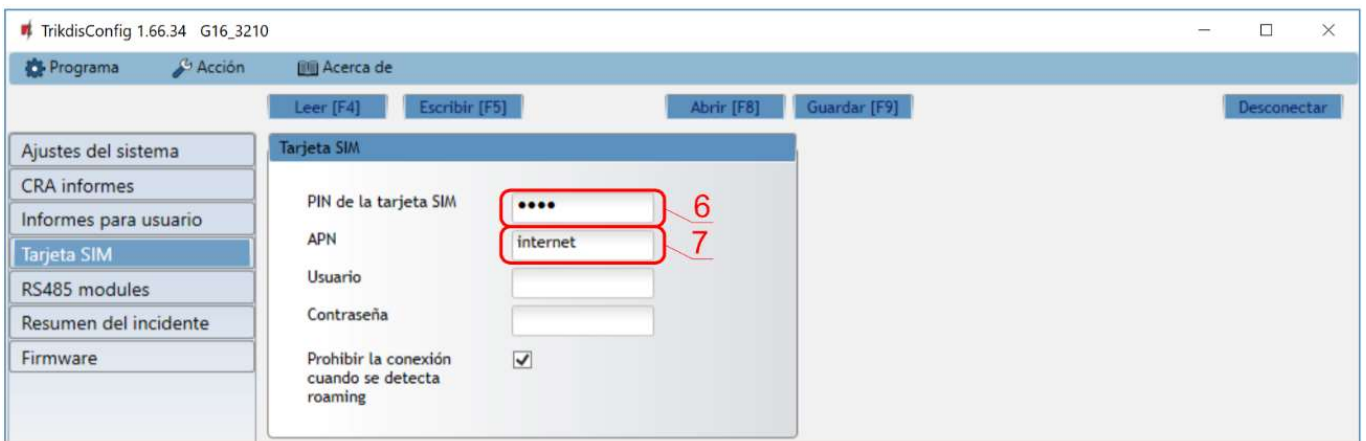 TrikdisConfig 1.66.34 G16_3210
Programa Acción Acerca de
Leer [F4] Escribir [F5] Abrir [F8] Guardar [F9] Desconectar
Ajustes del sistema
CRA informes
Informes para usuario
Tarjeta SIM
RS485 modules
Resumen del incidente
Firmware
Tarjeta SIM
PIN de la tarjeta SIM •••• 6
APN internet 7
Usuario
Contraseña
Prohibir la conexión
cuando se detecta
roaming